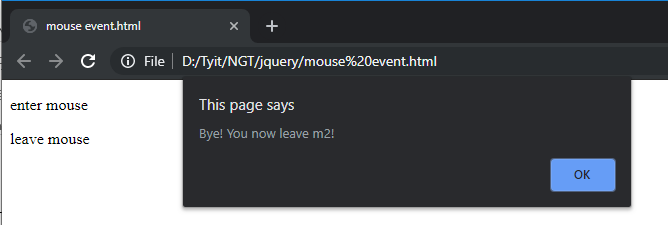 mouse event.html
File D:/Tyit/NGT/jquery/mouse%20event.html
This page says
enter mouse
Bye! You now leave m2!
leave mouse
OK